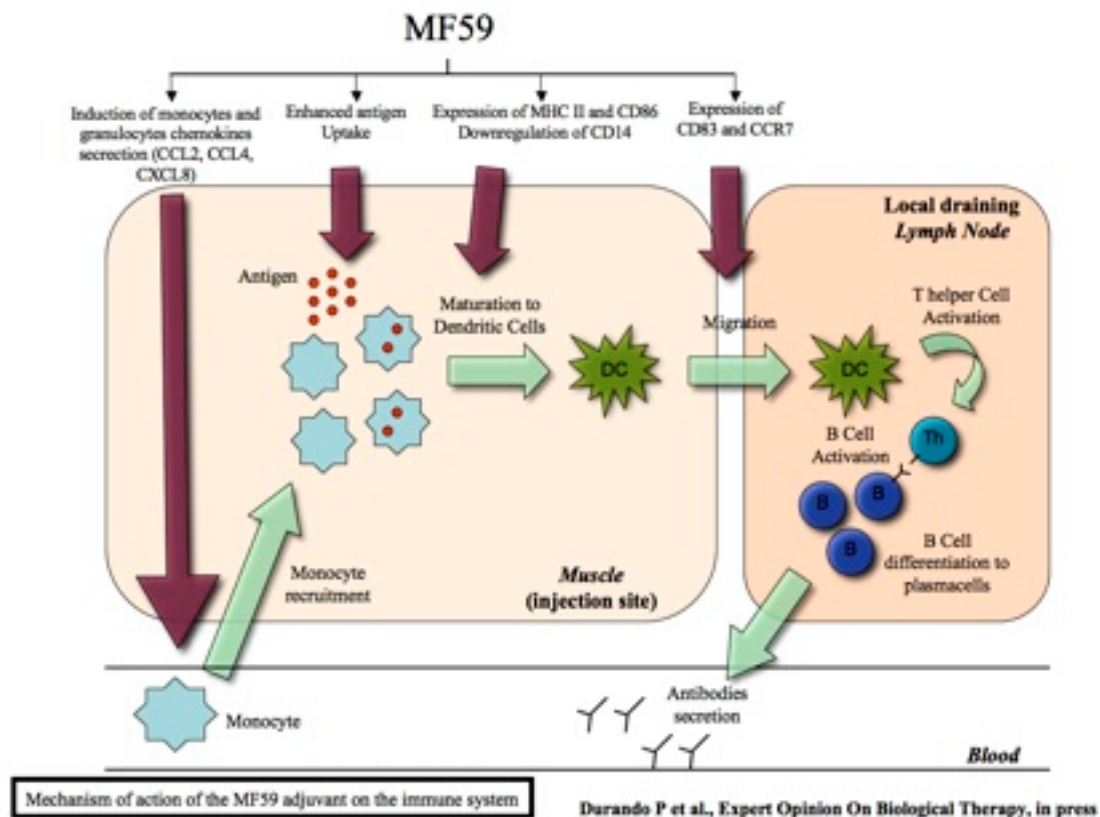 MF59
Induction of monocytes and
granulocytes chemokines
secretion (CCL2, CCL4,
CXCL8)
Enhanced antigen
Uptake
Expression of MHC II and CD86
Downregulation of CD14
Expression of
CD83 and CCR7
Local draining
Lymph Node
Antigen
Maturation to
Dendritic Cells
DC
Migration
DC
T helper Cell
Activation
Th
B Cell
Activation
B
B
B
B Cell
differentiation to
plasmacells
Monocyte
recruitment
Muscle
(injection site)
Monocyte
Antibodies
secretion
Blood
Mechanism of action of the MF59 adjuvant on the immune system
Durando P et al., Expert Opinion On Biological Therapy, in press